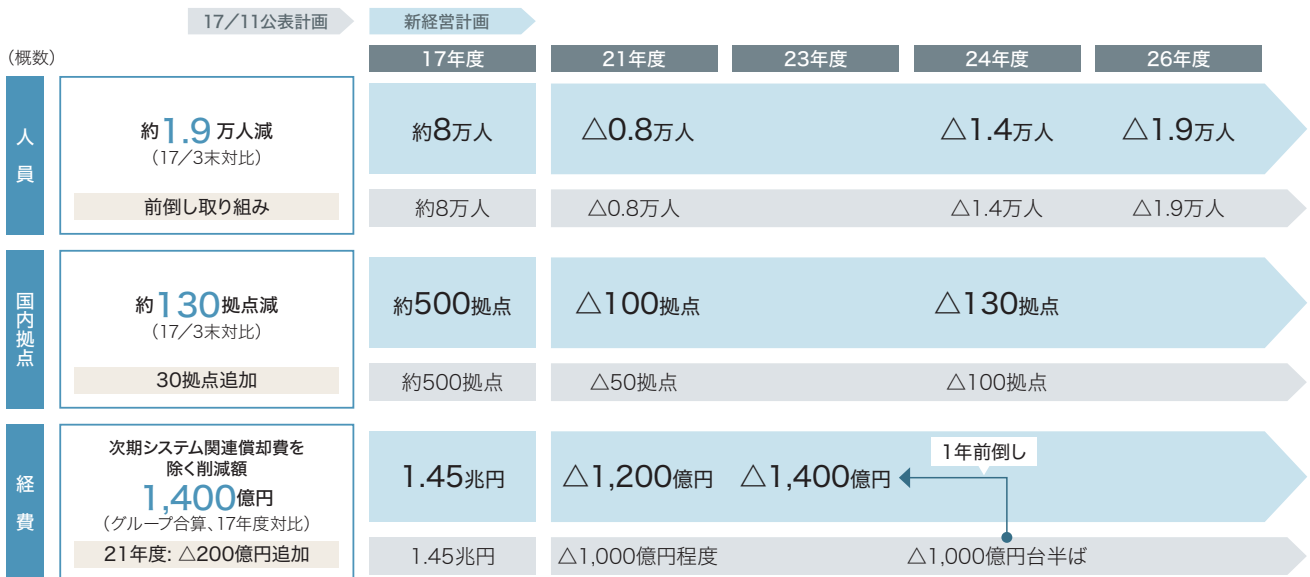 17／11公表計画
新経営計画
（概数）
17年度
21年度
23年度
24年度
26年度
人員
約1.9万人減
（17／3末対比）
前倒し取り組み
約8万人
△0.8万人
△1.4万人
△1.9万人
約8万人
△0.8万人
△1.4万人
△1.9万人
国内拠点
約130拠点減
（17／3末対比）
30拠点追加
約500拠点
△100拠点
△130拠点
約500拠点
△50拠点
△100拠点
経費
次期システム関連償却費を
除く削減額
1,400億円
（グループ合算、17年度対比）
21年度: △200億円追加
1.45兆円
△1,200億円
△1,400億円
1年前倒し
1.45兆円
△1,000億円程度
△1,000億円台半ば